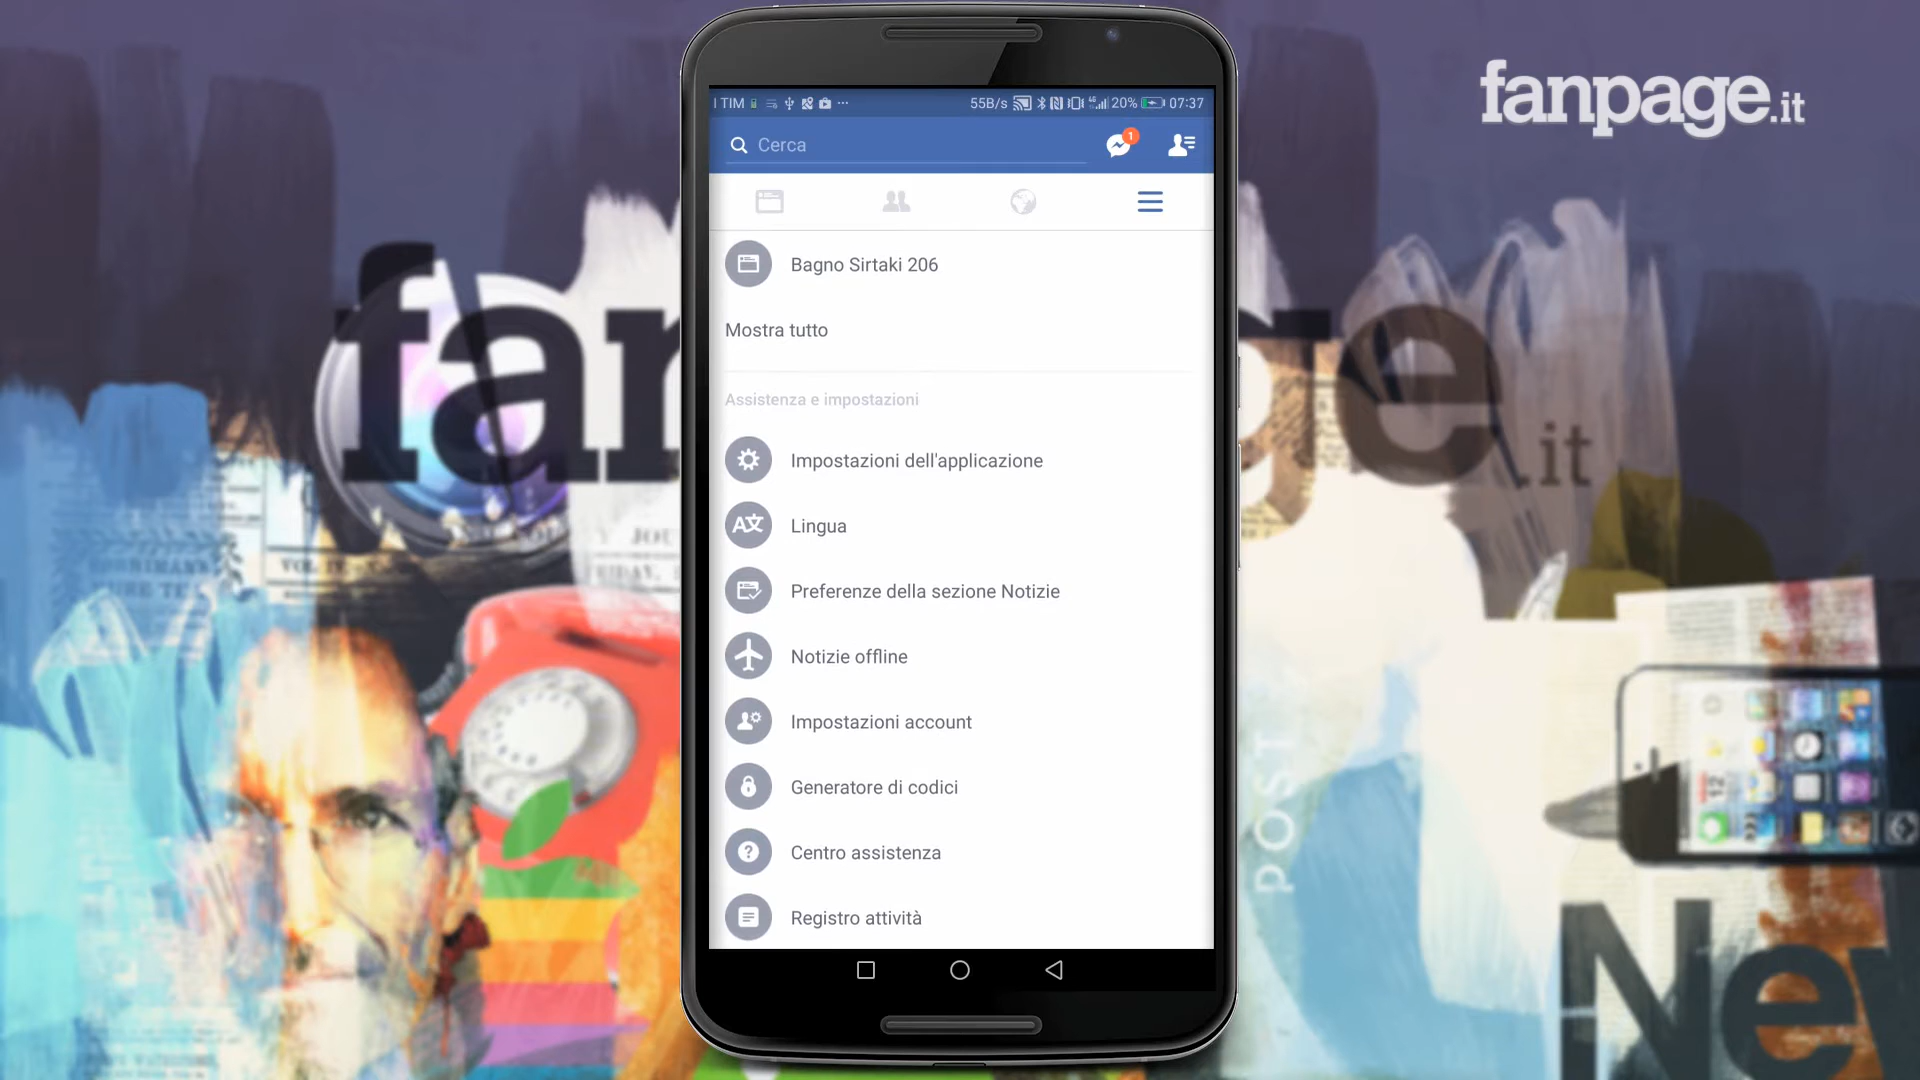 fanpage.it
I TIM
55B/s 20% 07:37
Cerca
1
Bagno Sirtaki 206
Mostra tutto
Assistenza e impostazioni
Impostazioni dell'applicazione
Lingua
Preferenze della sezione Notizie
Notizie offline
Impostazioni account
Generatore di codici
Centro assistenza
Registro attività
POST